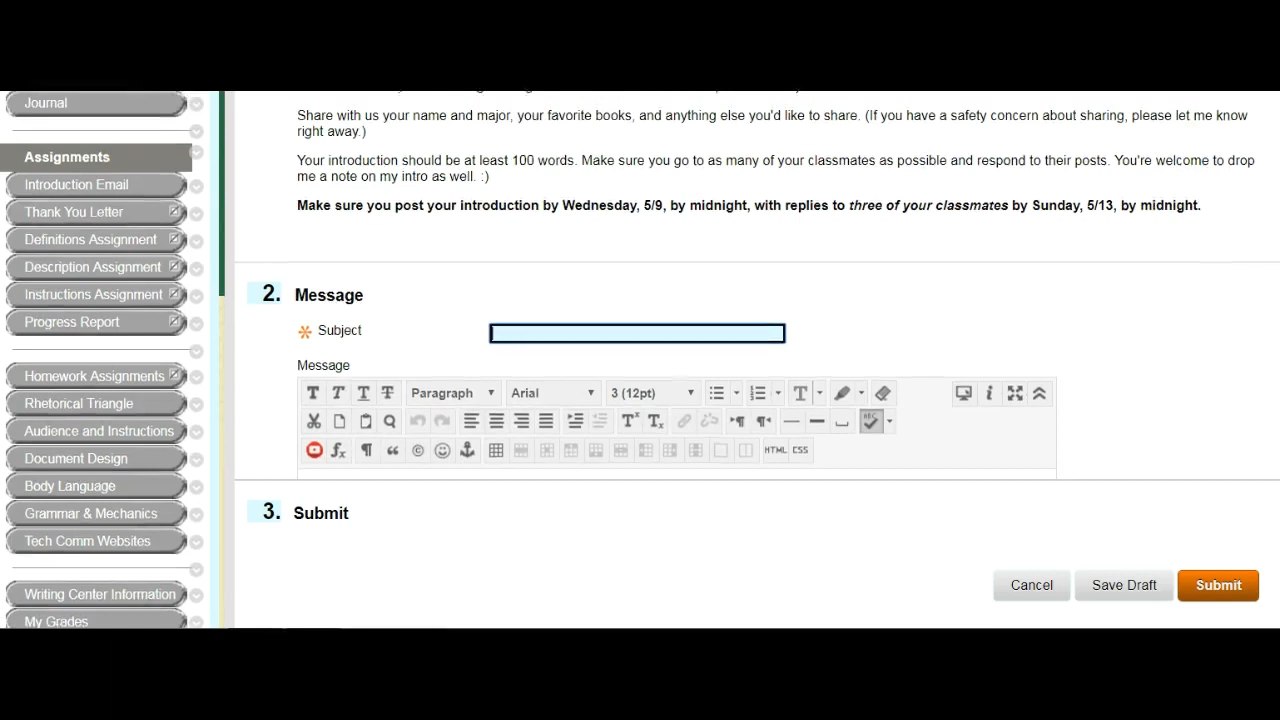 Journal
Assignments
Introduction Email
Thank You Letter
Definitions Assignment
Description Assignment
Instructions Assignment
Progress Report
Homework Assignments
Rhetorical Triangle
Audience and Instructions
Document Design
Body Language
Grammar & Mechanics
Tech Comm Websites
Writing Center Information
My Grades
Share with us your name and major, your favorite books, and anything else you'd like to share. (If you have a safety concern about sharing, please let me know
right away.)
Your introduction should be at least 100 words. Make sure you go to as many of your classmates as possible and respond to their posts. You're welcome to drop
me a note on my intro as well. :)
Make sure you post your introduction by Wednesday, 5/9, by midnight, with replies to three of your classmates by Sunday, 5/13, by midnight.
2. Message
Subject
Message
T T T T Paragraph Arial 3 (12pt) T
ABC
HTML CSS
3. Submit
Cancel Save Draft Submit